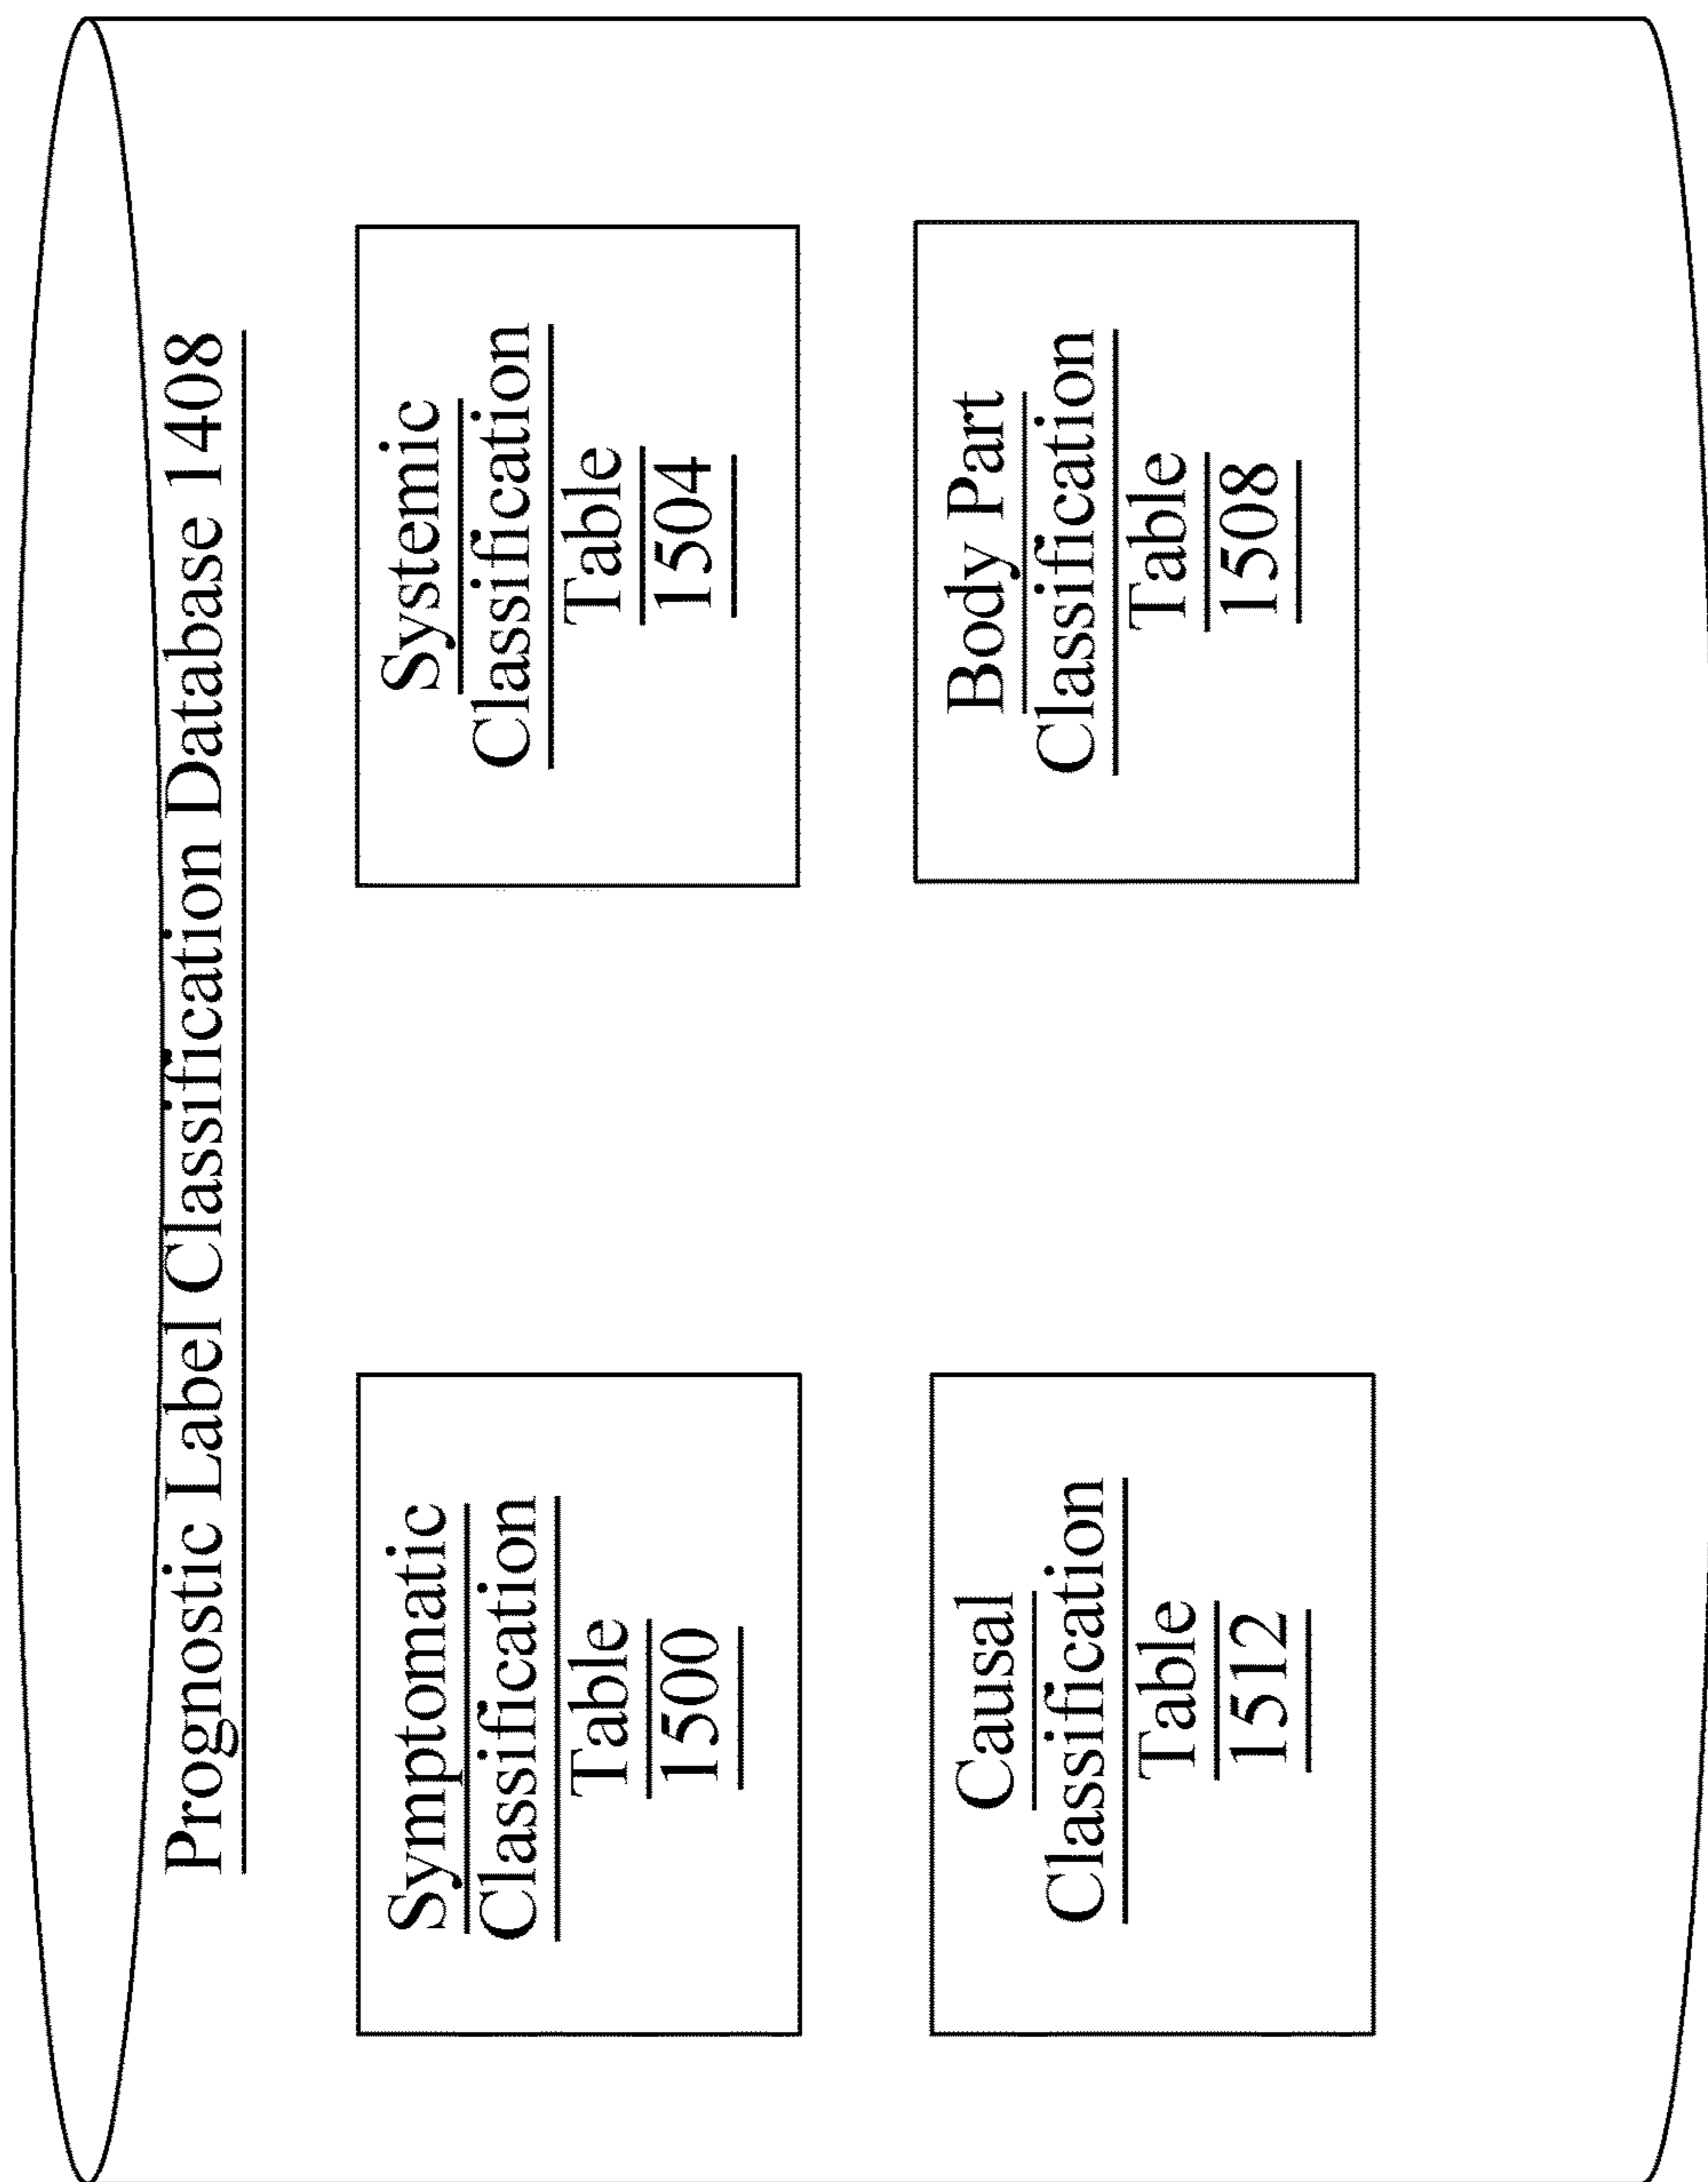 Prognostic Label Classification Database 1408
Symptomatic
Classification
Table
1500
Systemic
Classification
Table
1504
Causal
Classification
Table
1512
Body Part
Classification
Table
1508